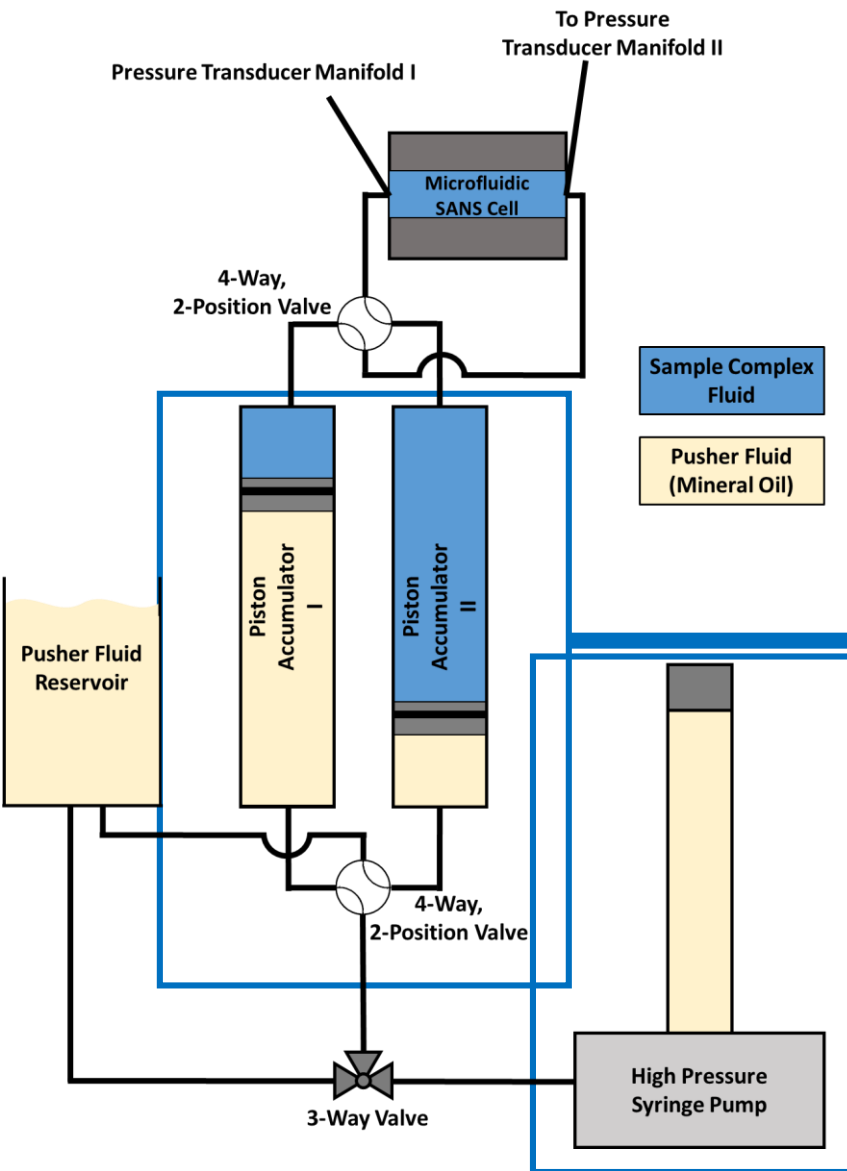 To Pressure
Transducer Manifold II
Pressure Transducer Manifold I
Microfluidic
SANS Cell
4-Way,
2-Position Valve
Sample Complex
Fluid
Pusher Fluid
(Mineral Oil)
Piston
Accumulator
I
Piston
Accumulator
II
Pusher Fluid
Reservoir
4-Way,
2-Position Valve
3-Way Valve
High Pressure
Syringe Pump